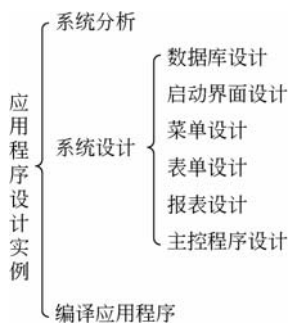 应用程序设计实例
系统分析
系统设计
数据库设计
启动界面设计
菜单设计
表单设计
报表设计
主控程序设计
编译应用程序